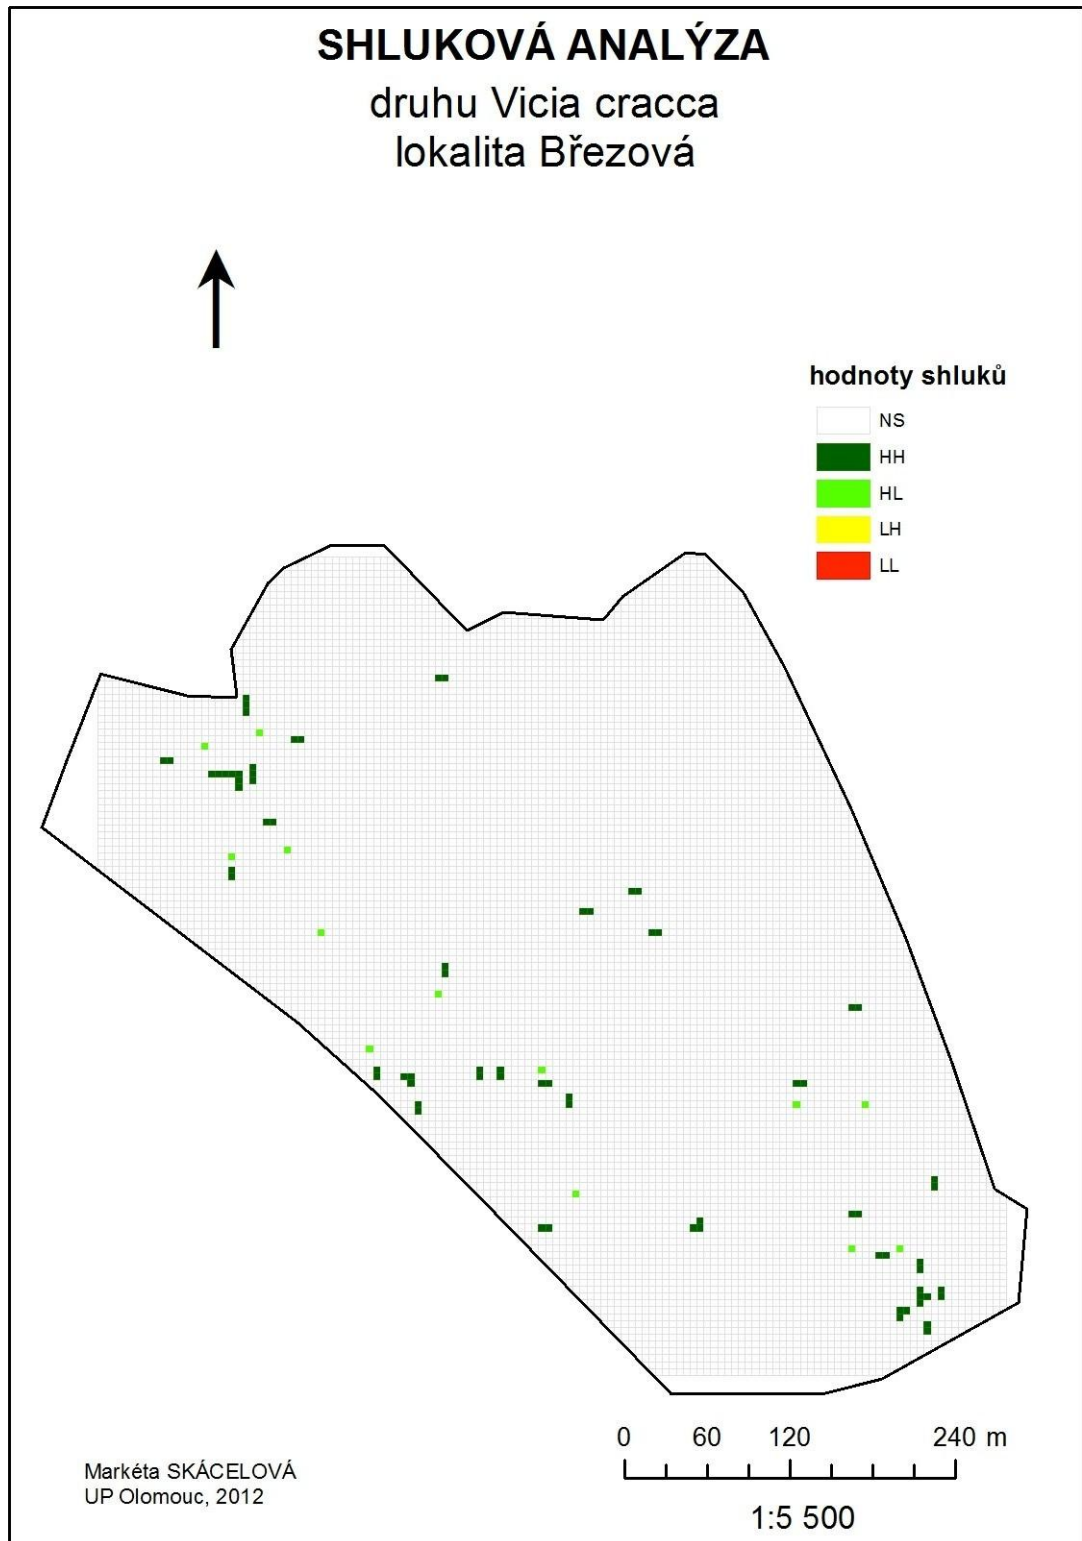 SHLUKOVÁ ANALÝZA
druhu Vicia cracca
lokalita Březová
hodnoty shluků
NS
HH
HL
LH
LL
0 60 120 240 m
1:5 500
Markéta SKÁCELOVÁ
UP Olomouc, 2012